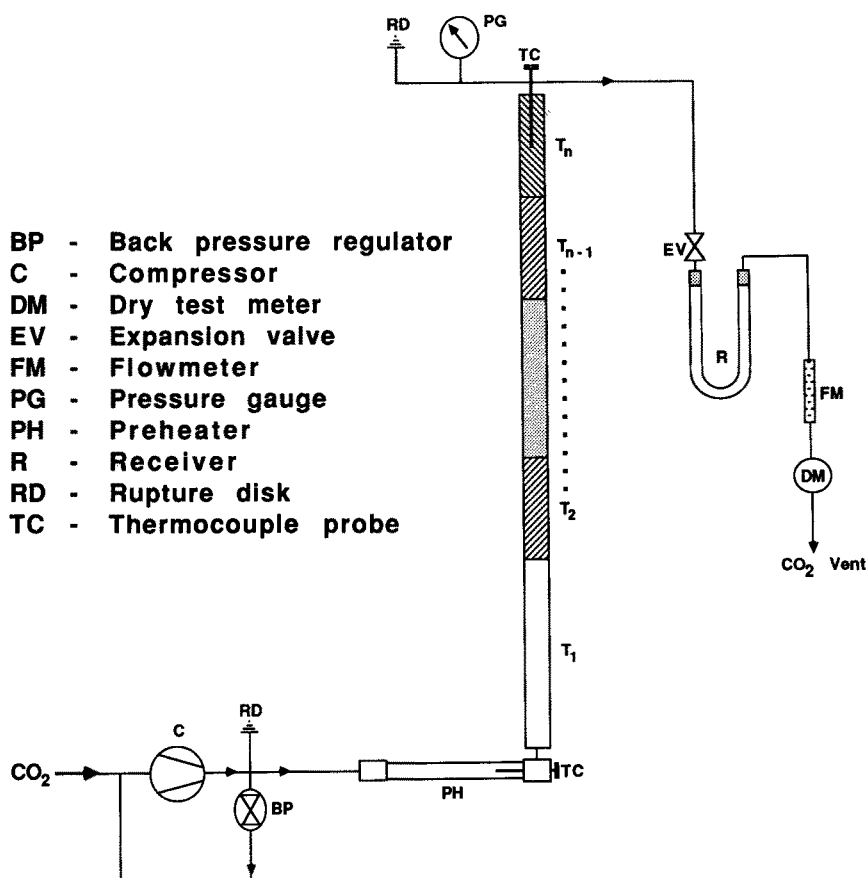 RD
PG
TC
Tn
BP - Back pressure regulator
C - Compressor
DM - Dry test meter
EV - Expansion valve
FM - Flowmeter
PG - Pressure gauge
PH - Preheater
R - Receiver
RD - Rupture disk
TC - Thermocouple probe
Tn-1
EV
R
FM
DM
T2
CO2 Vent
T1
RD
C
CO2
TC
PH
BP